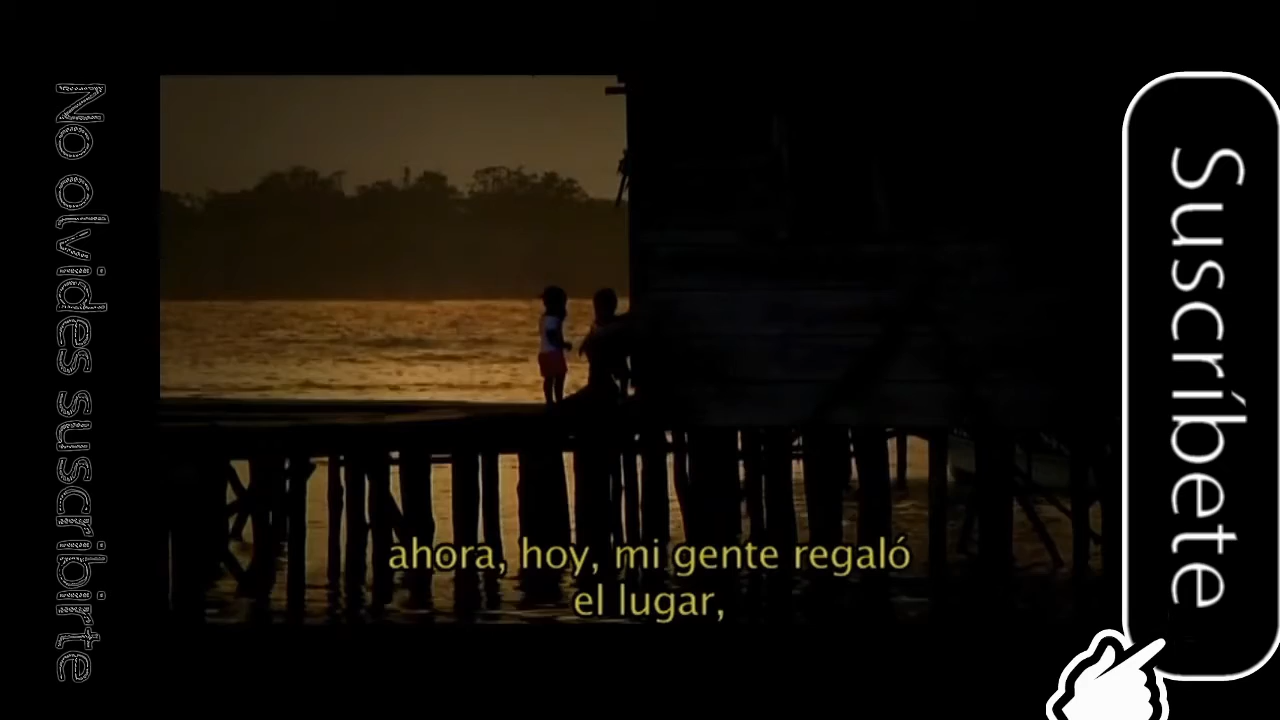 No olvides suscribirte
ahora, hoy, mi gente regaló
el lugar,
Suscríbete